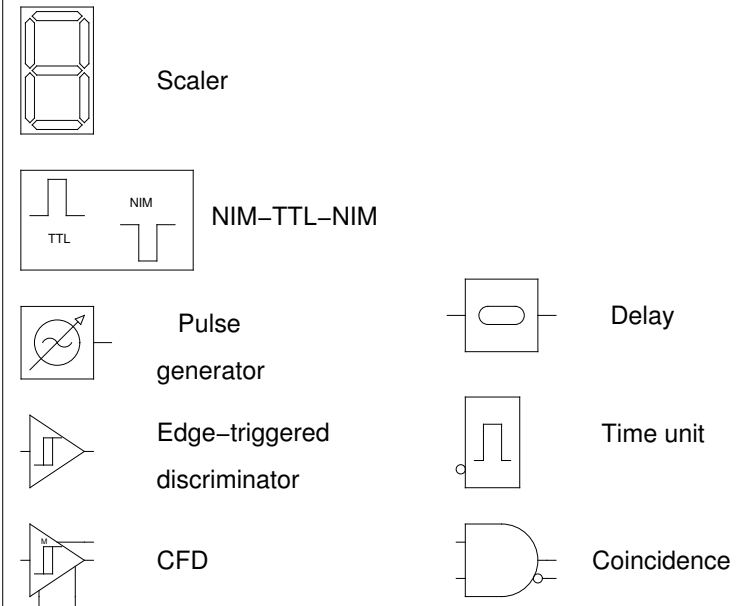 Scaler
NIM
TTL
NIM–TTL–NIM
Pulse
generator
Delay
Edge–triggered
discriminator
Time unit
M
CFD
Coincidence